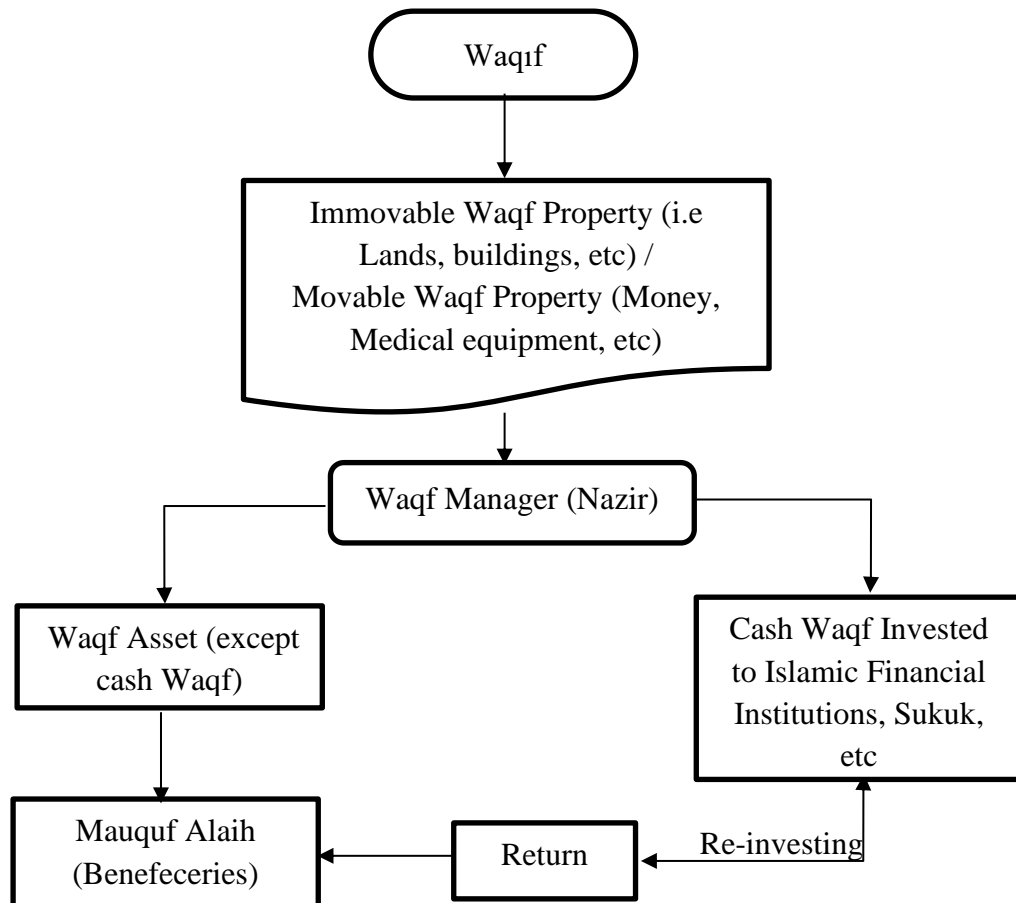 Waqıf
Immovable Waqf Property (i.e
Lands, buildings, etc) /
Movable Waqf Property (Money,
Medical equipment, etc)
Waqf Manager (Nazir)
Waqf Asset (except
cash Waqf)
Cash Waqf Invested
to Islamic Financial
Institutions, Sukuk,
etc
Mauquf Alaih
(Benefeceries)
Return
Re-investing